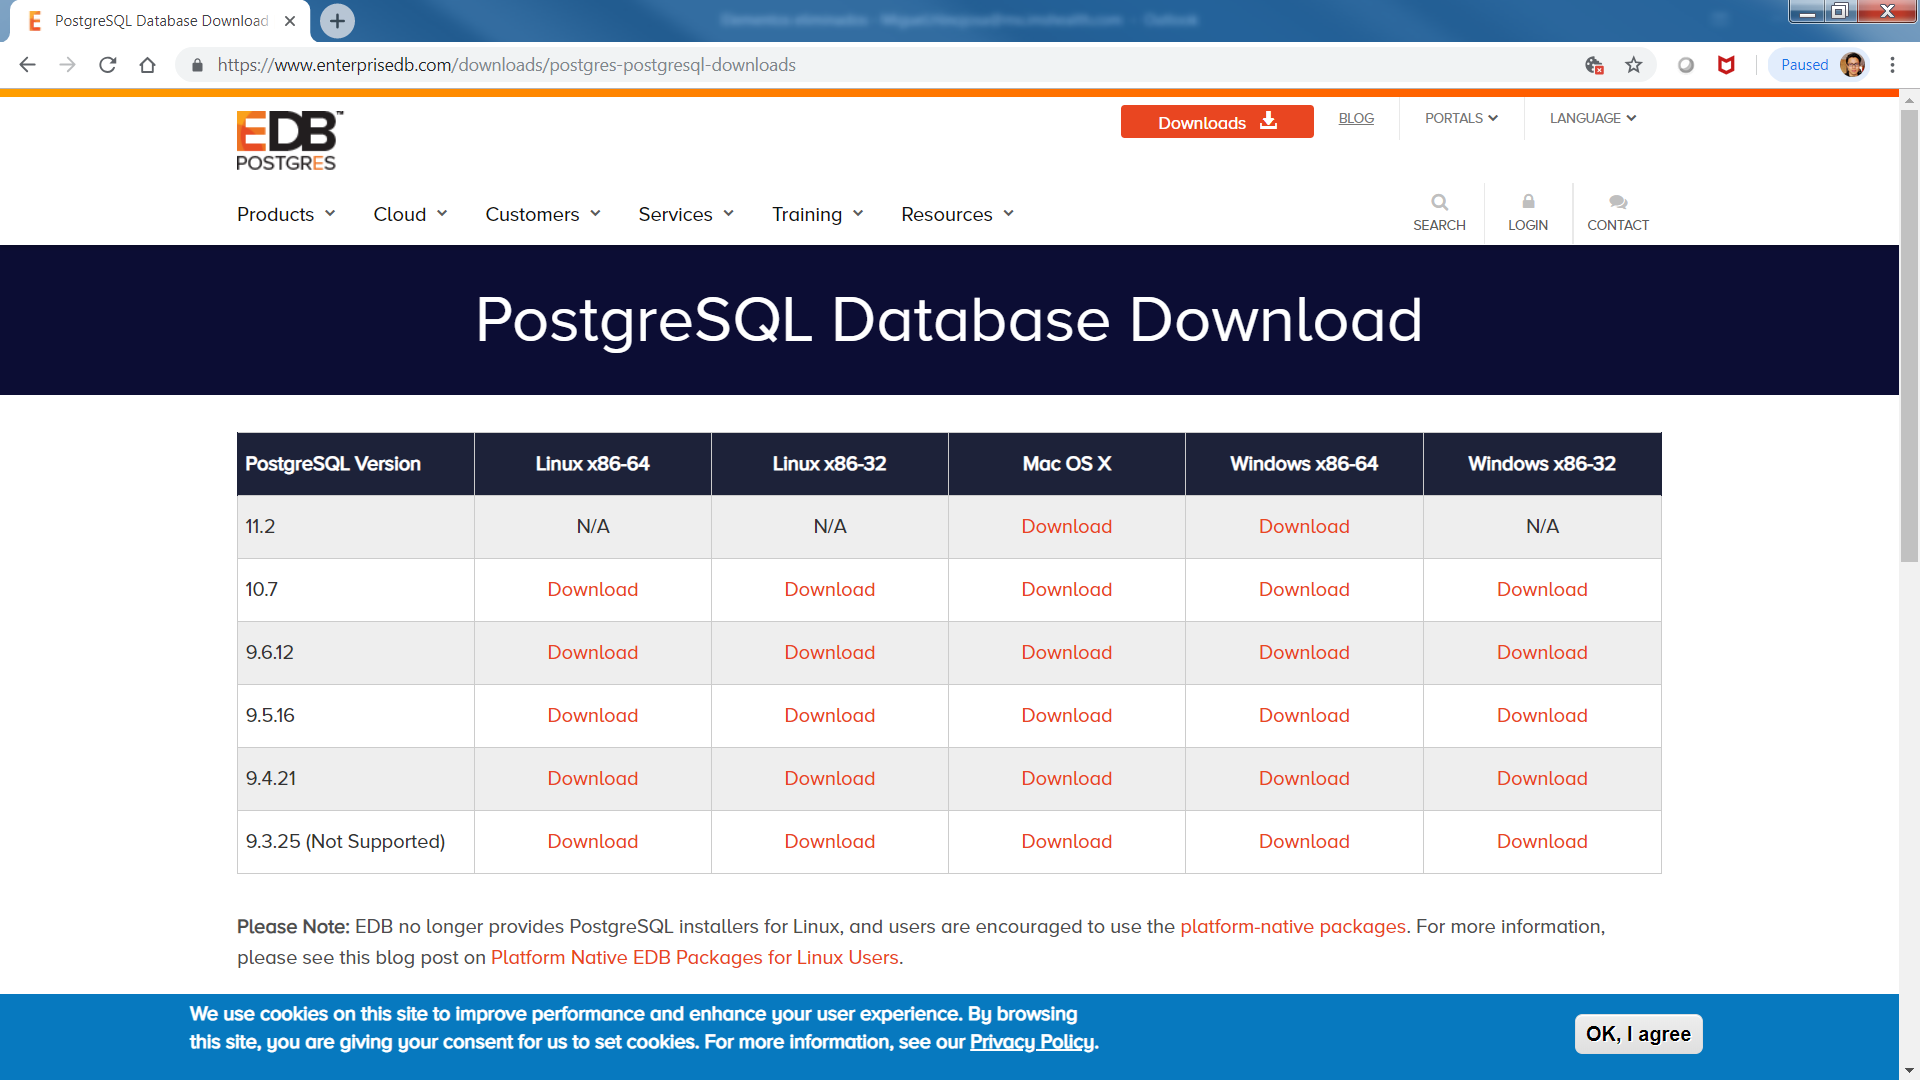 PostgreSQL Database Download
https://www.enterprisedb.com/downloads/postgres-postgresql-downloads
Paused
EDB™
POSTGRES
Downloads
BLOG
PORTALS
LANGUAGE
Products
Cloud
Customers
Services
Training
Resources
SEARCH
LOGIN
CONTACT
PostgreSQL Database Download
PostgreSQL Version Linux x86-64 Linux x86-32 Mac OS X Windows x86-64 Windows x86-32
11.2 N/A N/A Download Download N/A
10.7 Download Download Download Download Download
9.6.12 Download Download Download Download Download
9.5.16 Download Download Download Download Download
9.4.21 Download Download Download Download Download
9.3.25 (Not Supported) Download Download Download Download Download
Please Note: EDB no longer provides PostgreSQL installers for Linux, and users are encouraged to use the platform-native packages. For more information,
please see this blog post on Platform Native EDB Packages for Linux Users.
We use cookies on this site to improve performance and enhance your user experience. By browsing
this site, you are giving your consent for us to set cookies. For more information, see our Privacy Policy.
OK, I agree